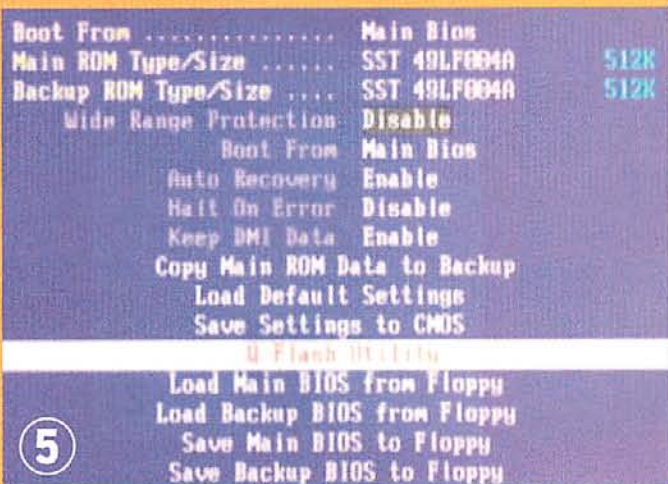 Boot From ............... Main Bios
Main ROM Type/Size ...... SST 49LF004A 512K
Backup ROM Type/Size .... SST 49LF004A 512K
Wide Range Protection Disable
Boot From Main Bios
Auto Recovery Enable
Halt On Error Disable
Keep DMI Data Enable
Copy Main ROM Data to Backup
Load Default Settings
Save Settings to CMOS
Q-Flash Utility
Load Main BIOS from Floppy
Load Backup BIOS from Floppy
Save Main BIOS to Floppy
Save Backup BIOS to Floppy
5